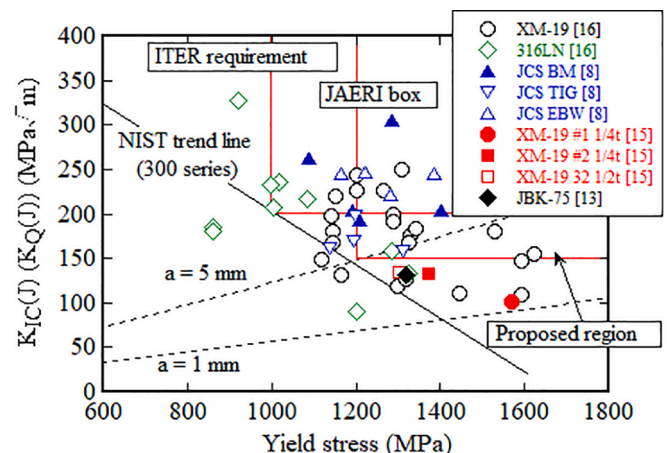 400
350
300
250
200
150
100
50
0
K_IC(J) (K_Q(J)) (MPa√m)
600
800
1000
1200
1400
1600
1800
Yield stress (MPa)
ITER requirement
JAERI box
NIST trend line
(300 series)
a = 5 mm
a = 1 mm
Proposed region
XM-19 [16]
316LN [16]
JCS BM [8]
JCS TIG [8]
JCS EBW [8]
XM-19 #1 1/4t [15]
XM-19 #2 1/4t [15]
XM-19 32 1/2t [15]
JBK-75 [13]